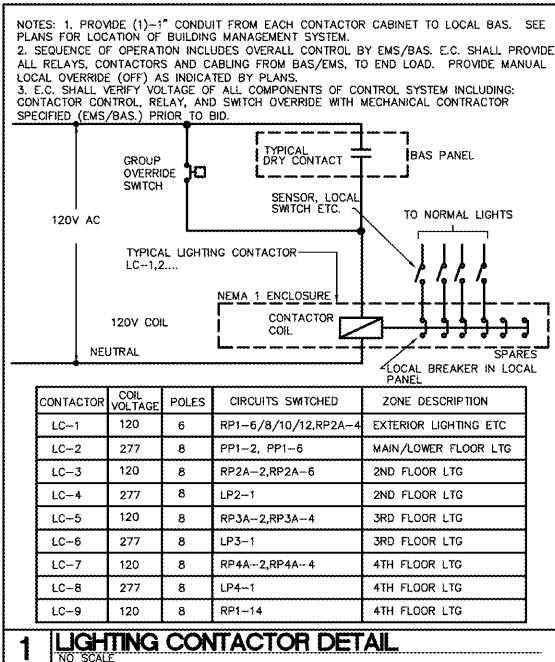 NOTES: 1. PROVIDE (1)-1" CONDUIT FROM EACH CONTACTOR CABINET TO LOCAL BAS. SEE
PLANS FOR LOCATION OF BUILDING MANAGEMENT SYSTEM.
2. SEQUENCE OF OPERATION INCLUDES OVERALL CONTROL BY EMS/BAS. E.C. SHALL PROVIDE
ALL RELAYS, CONTACTORS AND CABLING FROM BAS/EMS, TO END LOAD. PROVIDE MANUAL
LOCAL OVERRIDE (OFF) AS INDICATED BY PLANS.
3. E.C. SHALL VERIFY VOLTAGE OF ALL COMPONENTS OF CONTROL SYSTEM INCLUDING:
CONTACTOR CONTROL, RELAY, AND SWITCH OVERRIDE WITH MECHANICAL CONTRACTOR
SPECIFIED (EMS/BAS.) PRIOR TO BID.
GROUP
OVERRIDE
SWITCH
TYPICAL
DRY CONTACT
BAS PANEL
SENSOR, LOCAL
SWITCH ETC.
TO NORMAL LIGHTS
120V AC
TYPICAL LIGHTING CONTACTOR
LC-1,2....
NEMA 1 ENCLOSURE
120V COIL
CONTACTOR
COIL
NEUTRAL
SPARES
LOCAL BREAKER IN LOCAL
PANEL
CONTACTOR COIL VOLTAGE POLES CIRCUITS SWITCHED ZONE DESCRIPTION
LC-1 120 6 RP1-6/8/10/12,RP2A-4 EXTERIOR LIGHTING ETC
LC-2 277 8 PP1-2, PP1-6 MAIN/LOWER FLOOR LTG
LC-3 120 8 RP2A-2,RP2A-6 2ND FLOOR LTG
LC-4 277 8 LP2-1 2ND FLOOR LTG
LC-5 120 8 RP3A-2,RP3A-4 3RD FLOOR LTG
LC-6 277 8 LP3-1 3RD FLOOR LTG
LC-7 120 8 RP4A-2,RP4A-4 4TH FLOOR LTG
LC-8 277 8 LP4-1 4TH FLOOR LTG
LC-9 120 8 RP1-14 4TH FLOOR LTG
1 LIGHTING CONTACTOR DETAIL
NO SCALE